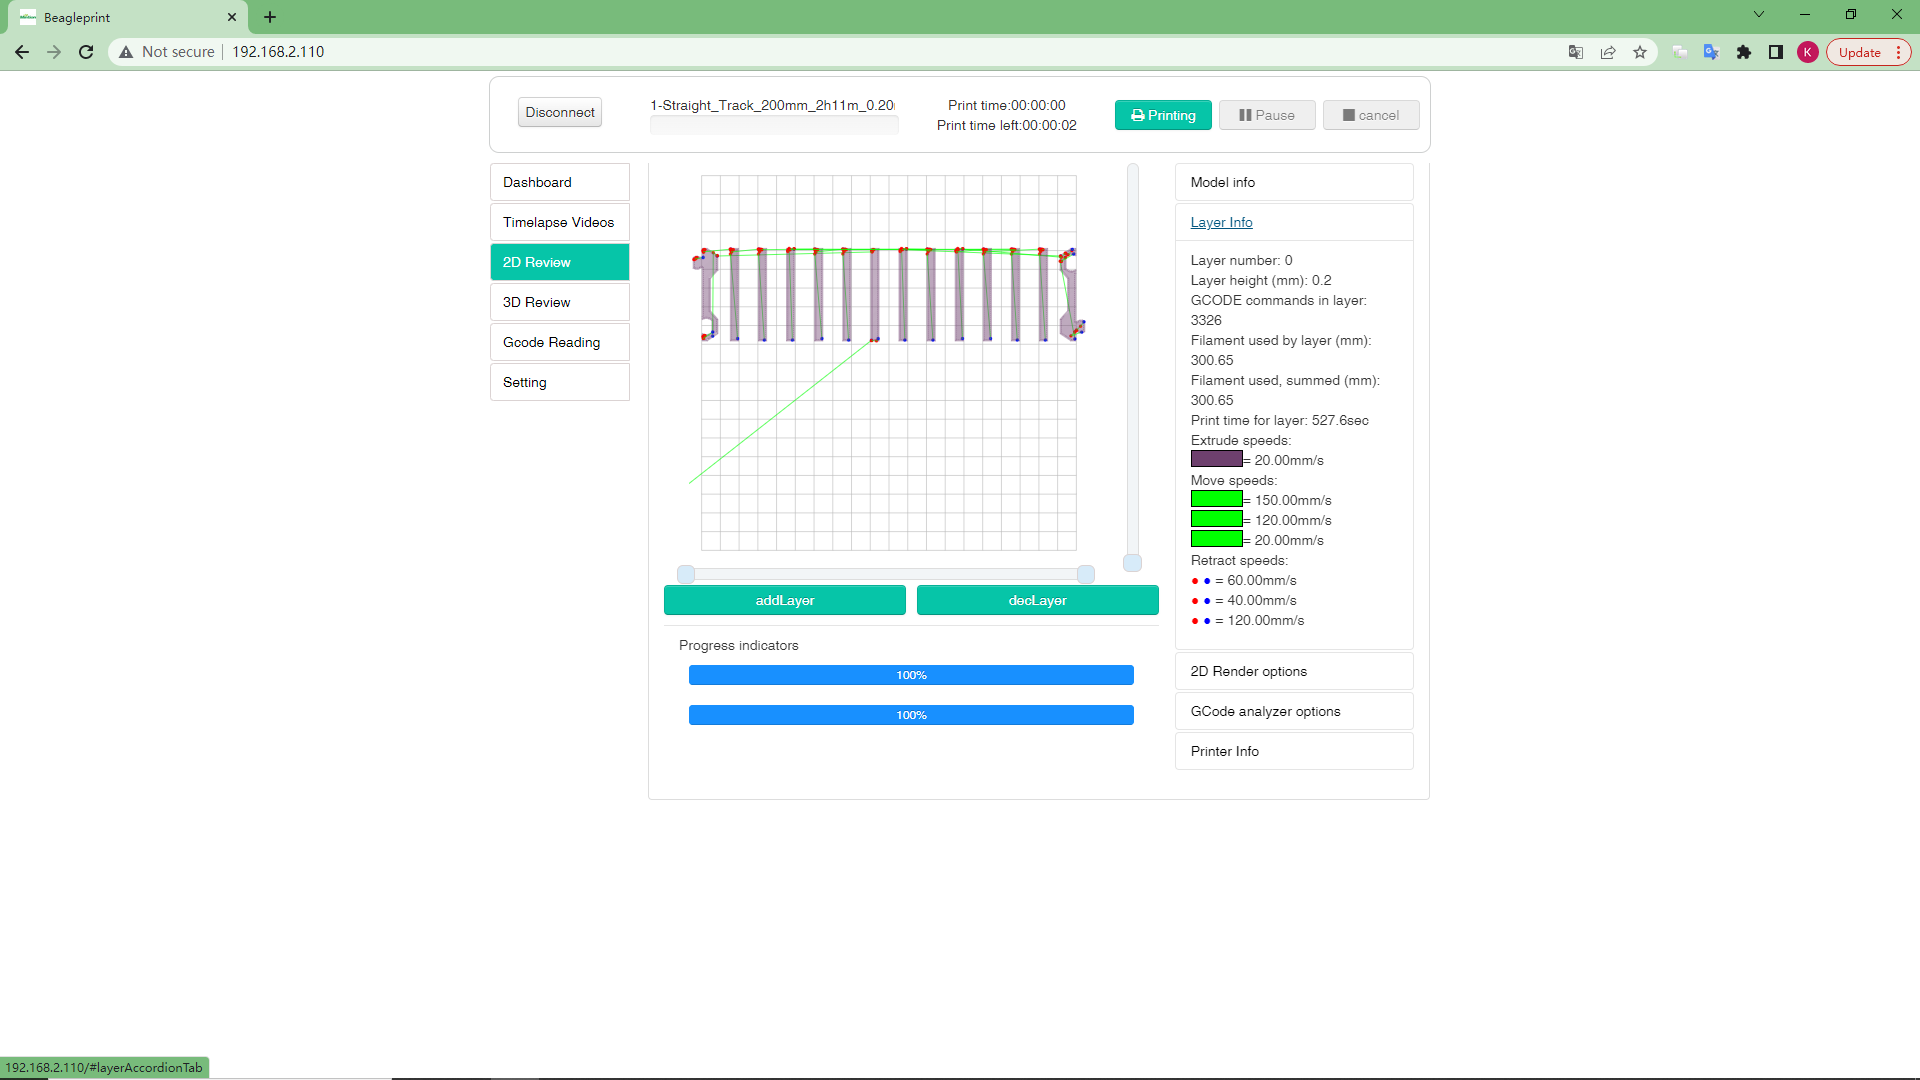 Beagleprint
Not secure
192.168.2.110
K
Update
Disconnect
1-Straight_Track_200mm_2h11m_0.20
Print time:00:00:00
Print time left:00:00:02
Printing
Pause
cancel
Dashboard
Timelapse Videos
2D Review
3D Review
Gcode Reading
Setting
addLayer
decLayer
Progress indicators
100%
100%
Model info
Layer Info
Layer number: 0
Layer height (mm): 0.2
GCODE commands in layer:
3326
Filament used by layer (mm):
300.65
Filament used, summed (mm):
300.65
Print time for layer: 527.6sec
Extrude speeds:
= 20.00mm/s
Move speeds:
= 150.00mm/s
= 120.00mm/s
= 20.00mm/s
Retract speeds:
= 60.00mm/s
= 40.00mm/s
= 120.00mm/s
2D Render options
GCode analyzer options
Printer Info
192.168.2.110/#layerAccordionTab